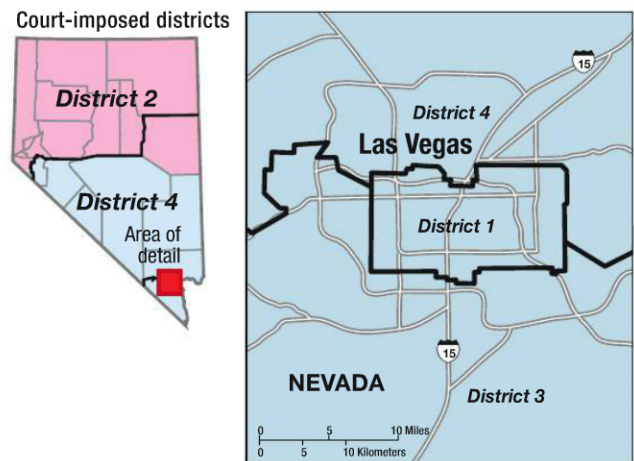 Court-imposed districts
District 2
District 4
Area of
detail
15
District 4
Las Vegas
District 1
15
NEVADA
District 3
0 5 10 Miles
0 5 10 Kilometers